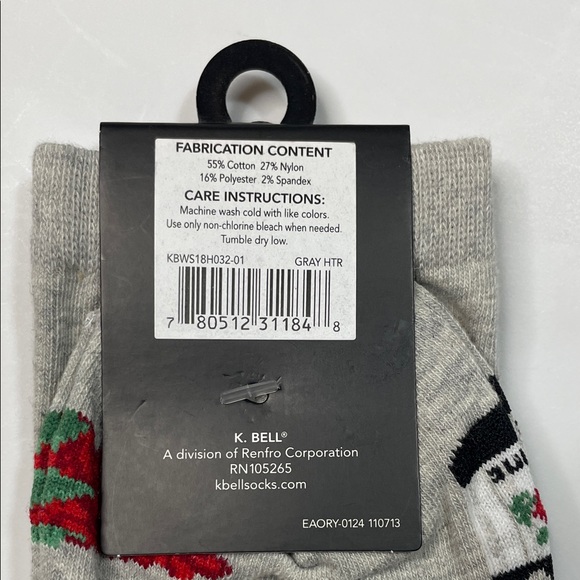 FABRICATION CONTENT
55% Cotton 27% Nylon
16% Polyester 2% Spandex
CARE INSTRUCTIONS:
Machine wash cold with like colors.
Use only non-chlorine bleach when needed.
Tumble dry low.
KBWS18H032-01 GRAY HTR
7 80512 31184 8
K. BELL®
A division of Renfro Corporation
RN105265
kbellsocks.com
EAORY-0124 110713